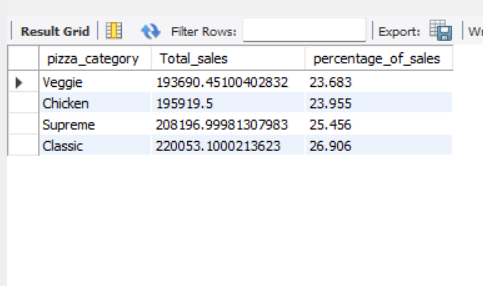 Result Grid Filter Rows: Export:
pizza_category Total_sales percentage_of_sales
Veggie 193690.45100402832 23.683
Chicken 195919.5 23.955
Supreme 208196.99981307983 25.456
Classic 220053.1000213623 26.906